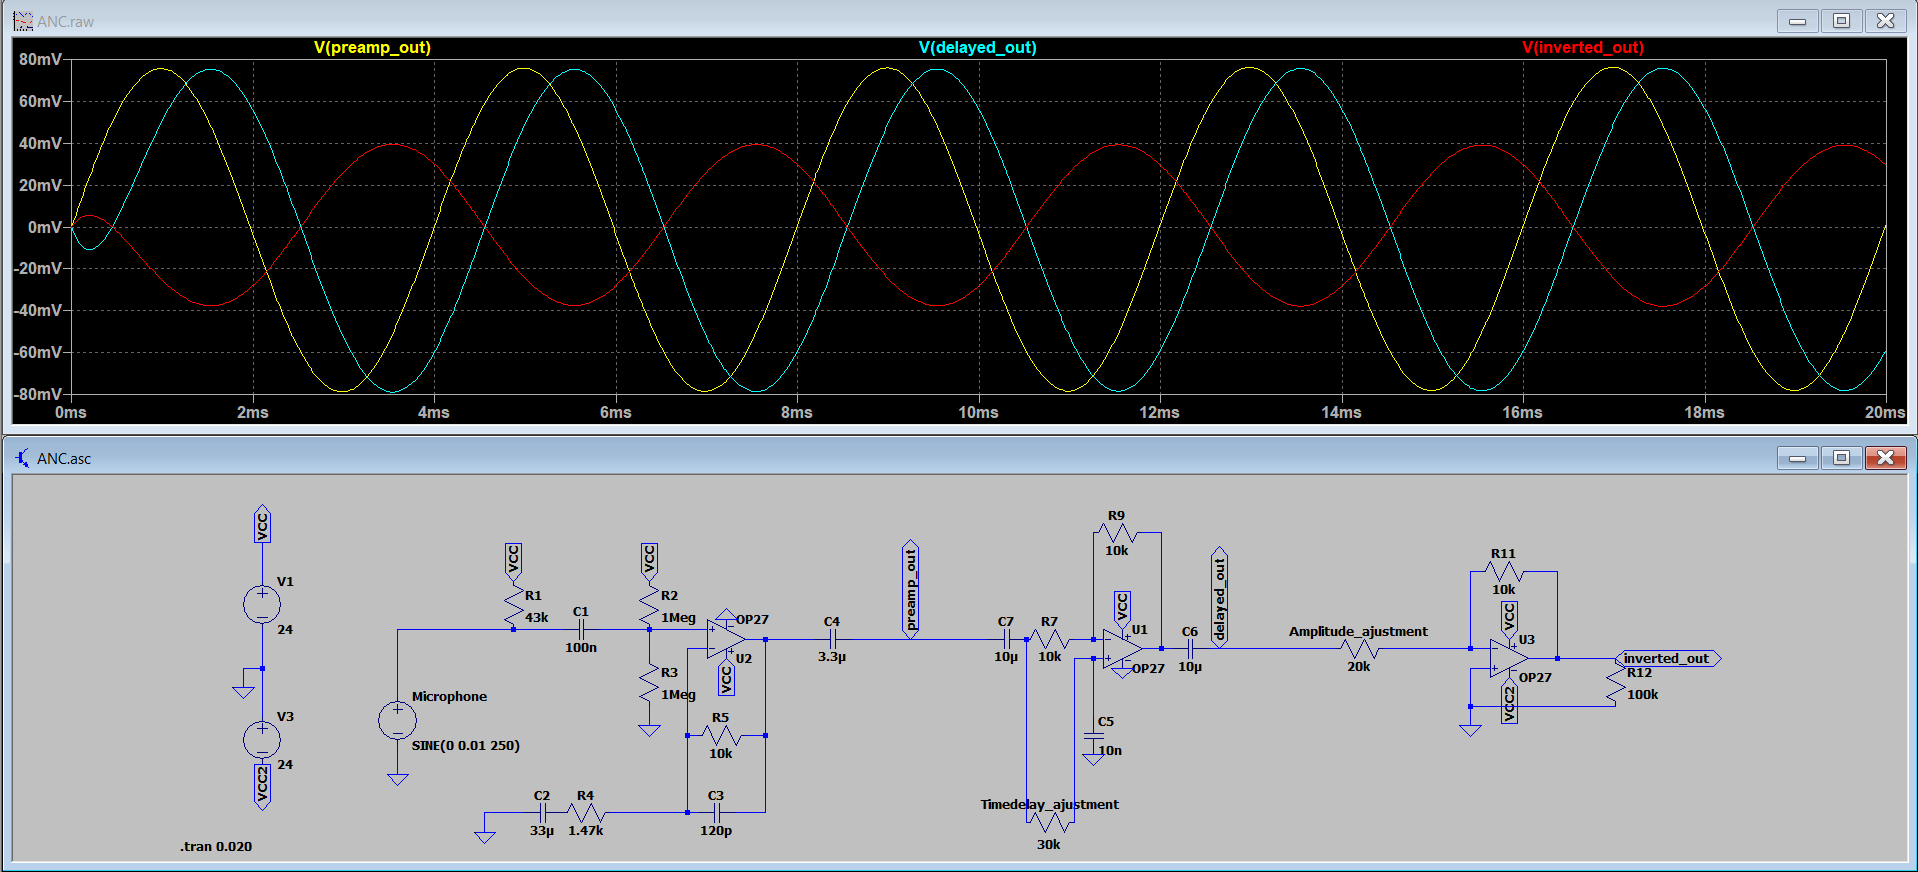 ANC.raw
V(preamp_out) V(delayed_out) V(inverted_out)
80mV
60mV
40mV
20mV
0mV
-20mV
-40mV
-60mV
-80mV
0ms 2ms 4ms 6ms 8ms 10ms 12ms 14ms 16ms 18ms 20ms
ANC.asc
VCC
V1
24
V3
24
VCC2
.tran 0.020
Microphone
SINE(0 0.01 250)
VCC
R1
43k
C1
100n
VCC
R2
1Meg
R3
1Meg
OP27
U2
VCC
R5
10k
C2
33µ
R4
1.47k
C3
120p
C4
3.3µ
preamp_out
C7
10µ
R7
10k
R9
10k
VCC
U1
OP27
C5
10n
Timedelay_ajustment
30k
C6
10µ
delayed_out
Amplitude_ajustment
20k
R11
10k
VCC
U3
OP27
VCC2
inverted_out
R12
100k